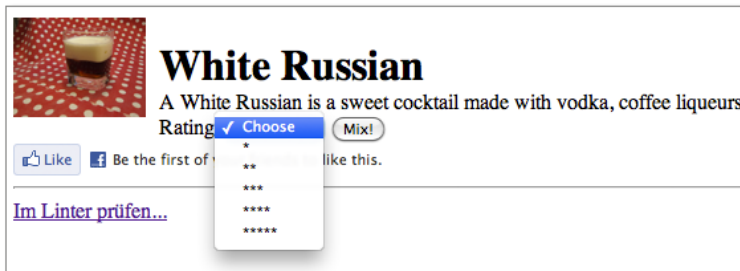 White Russian
A White Russian is a sweet cocktail made with vodka, coffee liqueurs
Rating ✓ Choose Mix!
*
Like f Be the first of like this.
**
***
Im Linter prüfen...
****
*****